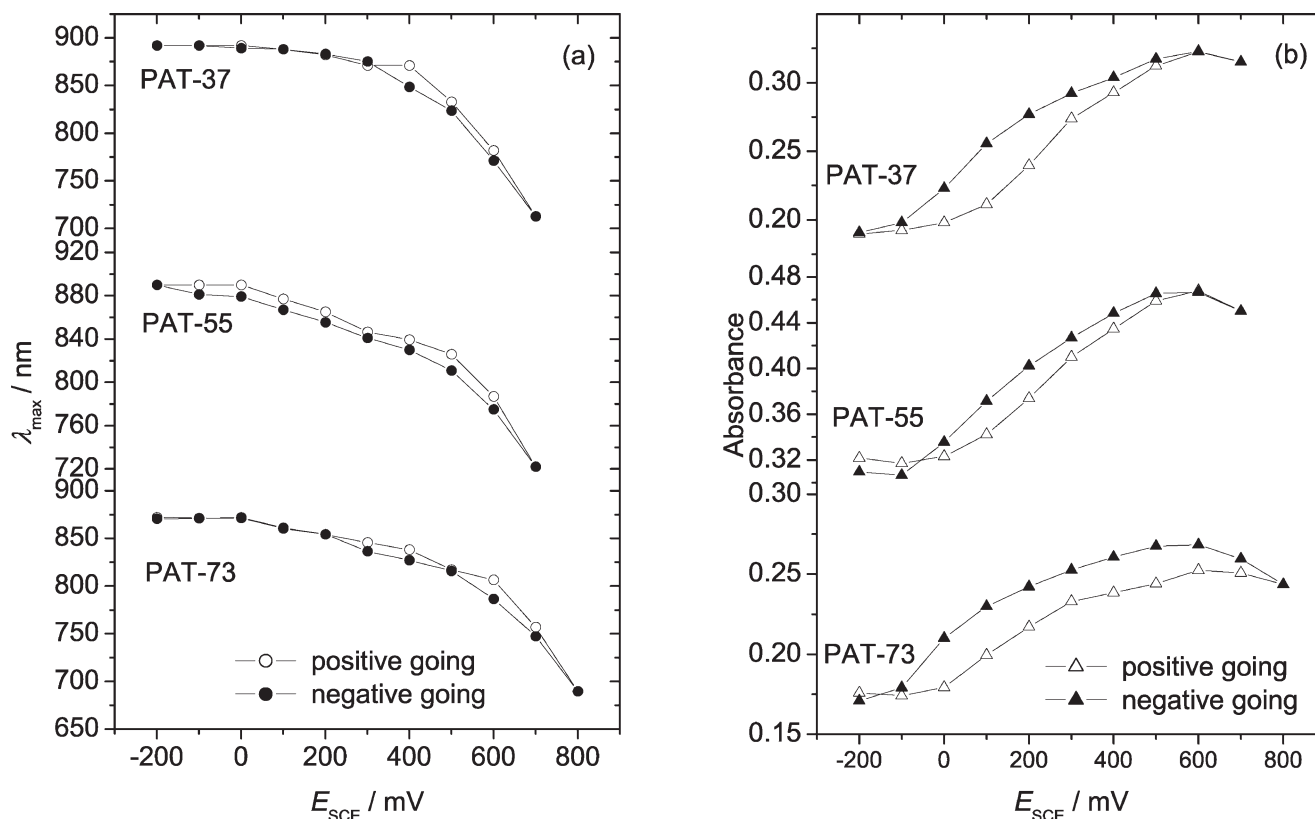 (a)
900
PAT-37
850
800
750
700
920
880
PAT-55
840
800
760
720
900
850
PAT-73
800
750
700
650
λmax / nm
positive going
negative going
-200 0 200 400 600 800
ESCE / mV
(b)
0.30
0.25
PAT-37
0.20
0.48
0.44
0.40
0.36
PAT-55
0.32
0.30
0.25
0.20
PAT-73
0.15
Absorbance
positive going
negative going
-200 0 200 400 600 800
ESCE / mV